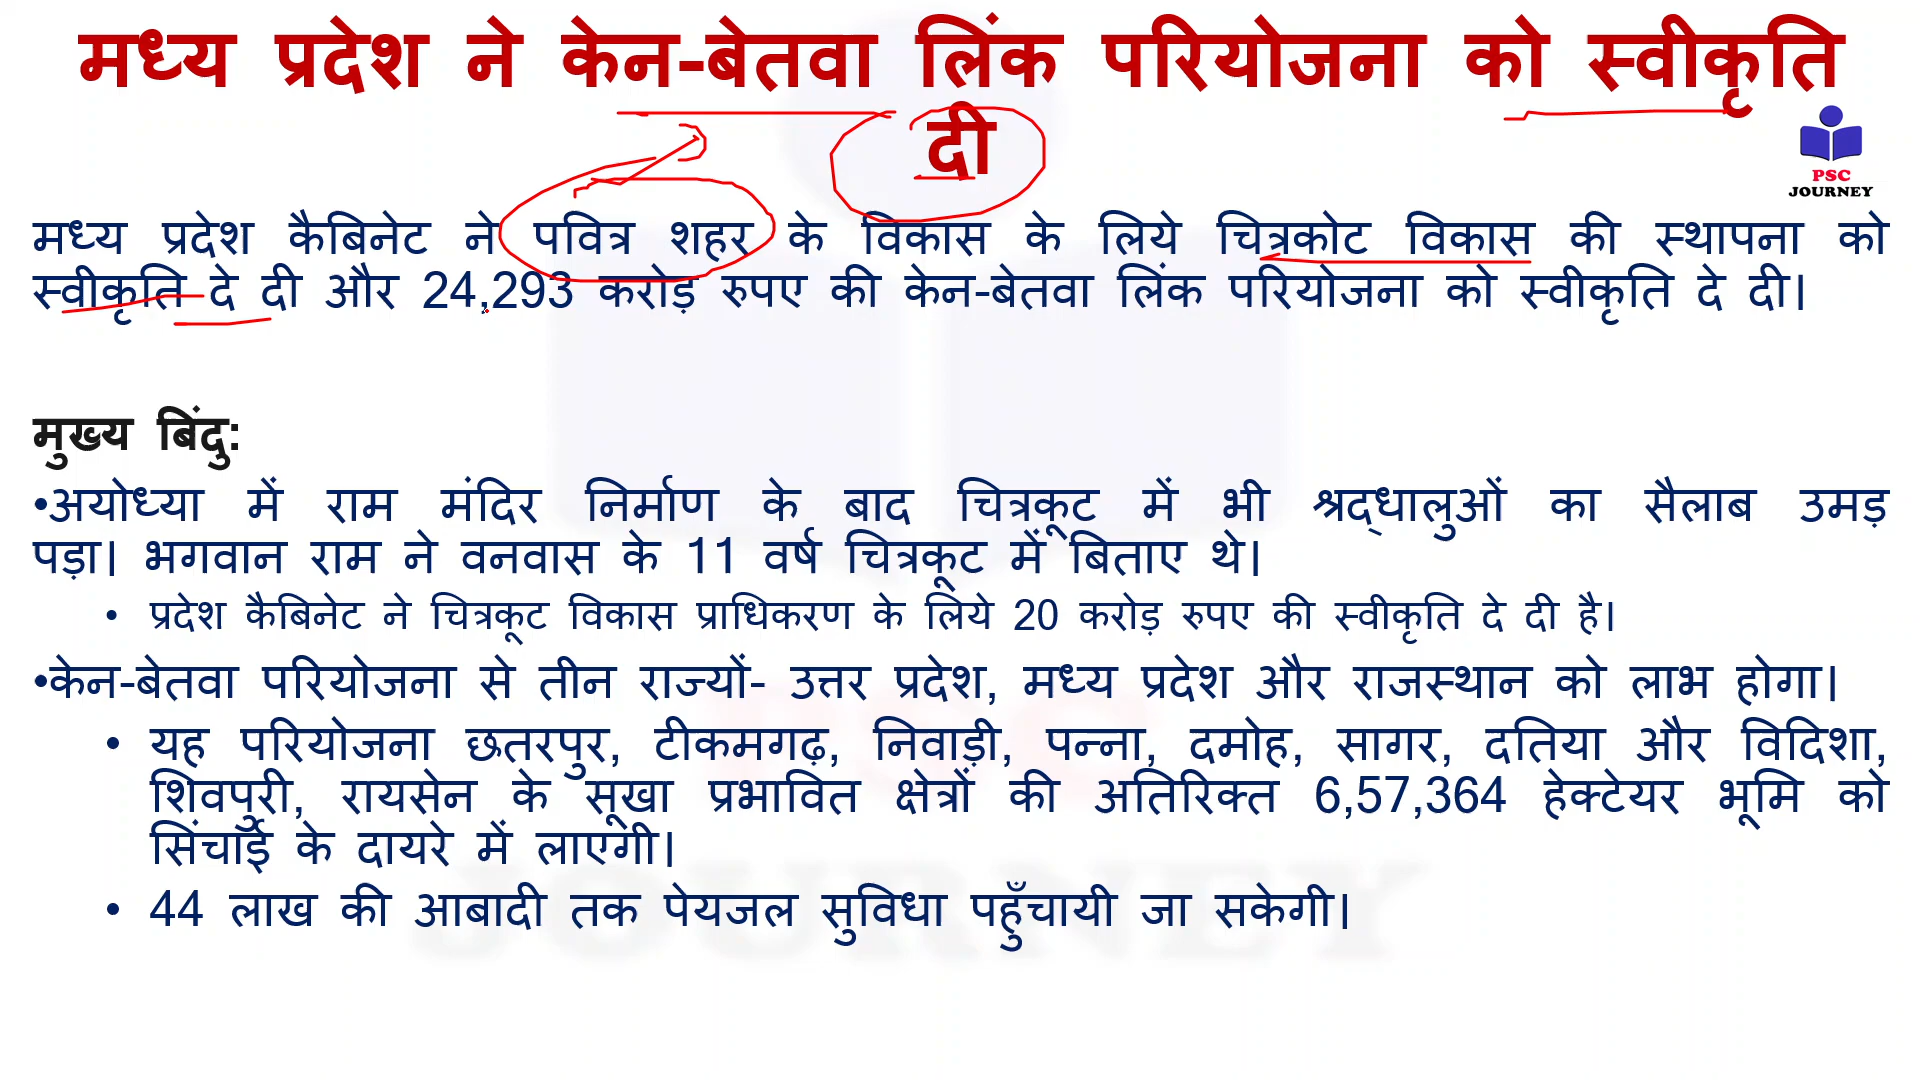 मध्य प्रदेश ने केन-बेतवा लिंक परियोजना को स्वीकृति
दी
PSC
JOURNEY
मध्य प्रदेश कैबिनेट ने पवित्र शहर के विकास के लिये चित्रकोट विकास की स्थापना को
स्वीकृति दे दी और 24,293 करोड़ रुपए की केन-बेतवा लिंक परियोजना को स्वीकृति दे दी।
मुख्य बिंदु:
•अयोध्या में राम मंदिर निर्माण के बाद चित्रकूट में भी श्रद्धालुओं का सैलाब उमड़
पड़ा। भगवान राम ने वनवास के 11 वर्ष चित्रकूट में बिताए थे।
• प्रदेश कैबिनेट ने चित्रकूट विकास प्राधिकरण के लिये 20 करोड़ रुपए की स्वीकृति दे दी है।
•केन-बेतवा परियोजना से तीन राज्यों- उत्तर प्रदेश, मध्य प्रदेश और राजस्थान को लाभ होगा।
• यह परियोजना छतरपुर, टीकमगढ़, निवाड़ी, पन्ना, दमोह, सागर, दतिया और विदिशा,
शिवपुरी, रायसेन के सूखा प्रभावित क्षेत्रों की अतिरिक्त 6,57,364 हेक्टेयर भूमि को
सिंचाई के दायरे में लाएगी।
• 44 लाख की आबादी तक पेयजल सुविधा पहुँचायी जा सकेगी।
PSC
JOURNEY